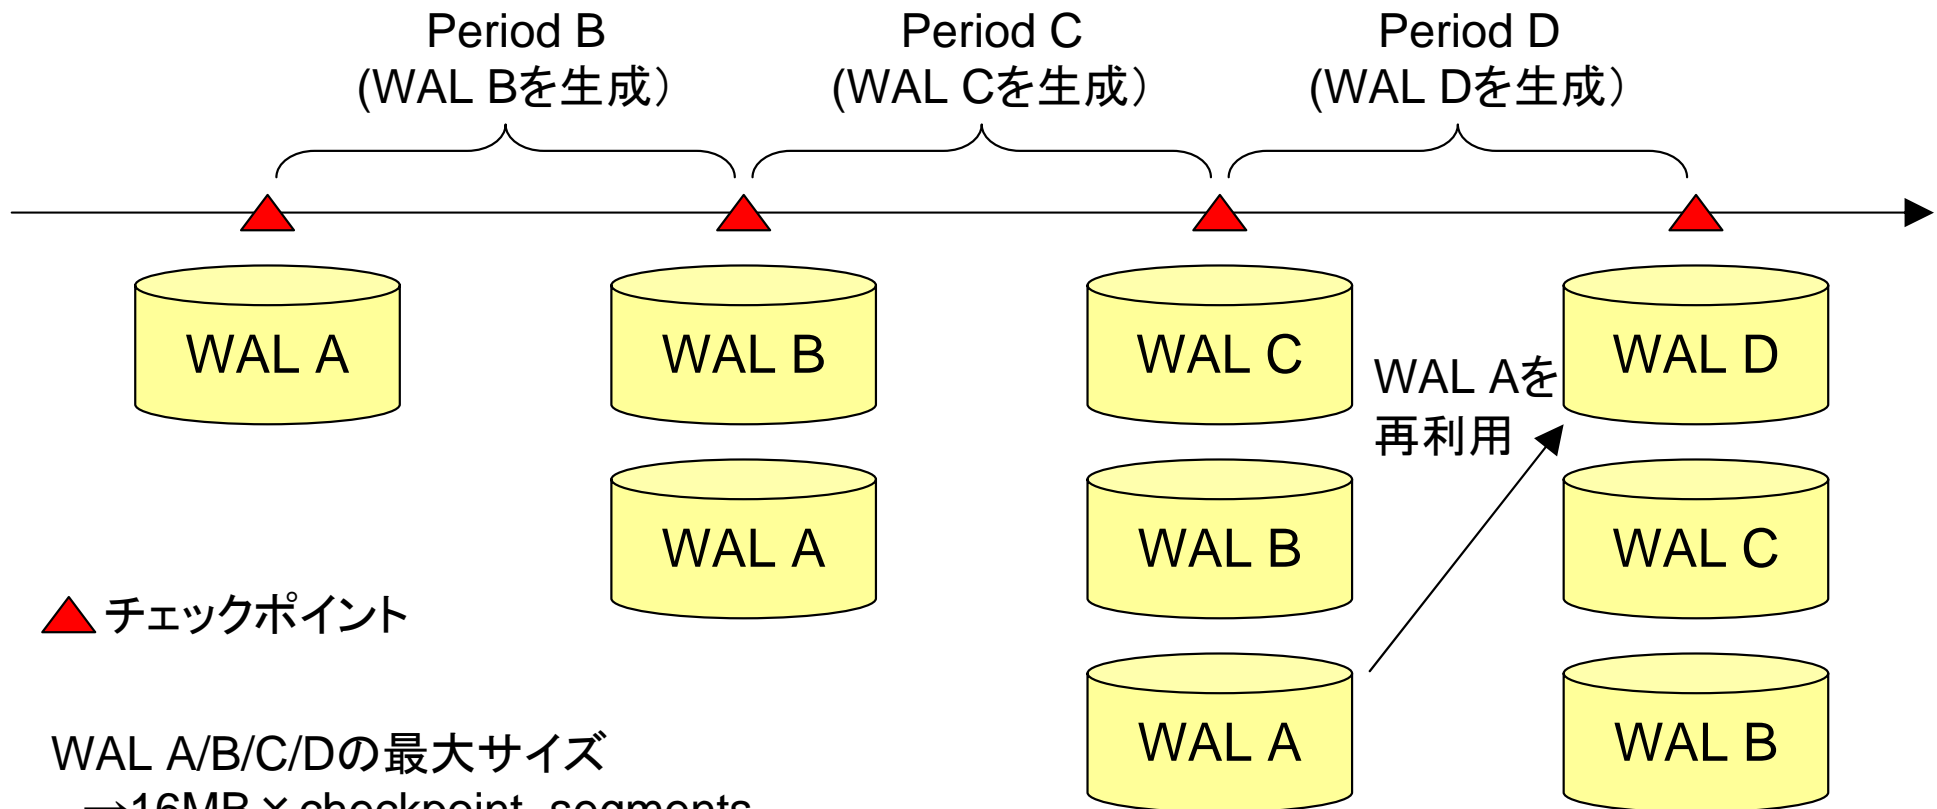 Period B
(WAL Bを生成）
Period C
(WAL Cを生成）
Period D
(WAL Dを生成）
WAL A
WAL B
WAL C
WAL Aを
再利用
WAL D
WAL A
WAL B
WAL C
チェックポイント
WAL A
WAL B
WAL A/B/C/Dの最大サイズ
→16MB×checkpoint_segments